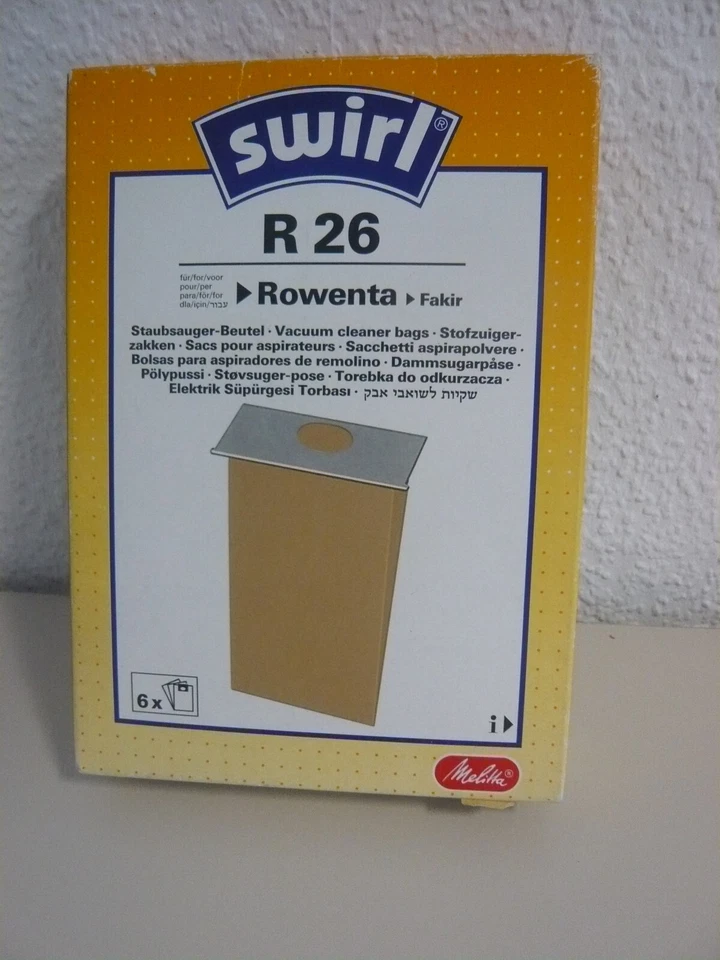 swirl®
R 26
für/for/voor
pour/per
para/för/for
dla/için/עבור
Rowenta Fakir
Staubsauger-Beutel · Vacuum cleaner bags · Stofzuiger-
zakken · Sacs pour aspirateurs · Sacchetti aspirapolvere ·
Bolsas para aspiradores de remolino · Dammsugarpåse ·
Pölypussi · Støvsuger-pose · Torebka do odkurzacza ·
Elektrik Süpürgesi Torbası · שקיות לשואבי אבק
6 x
i
Melitta®